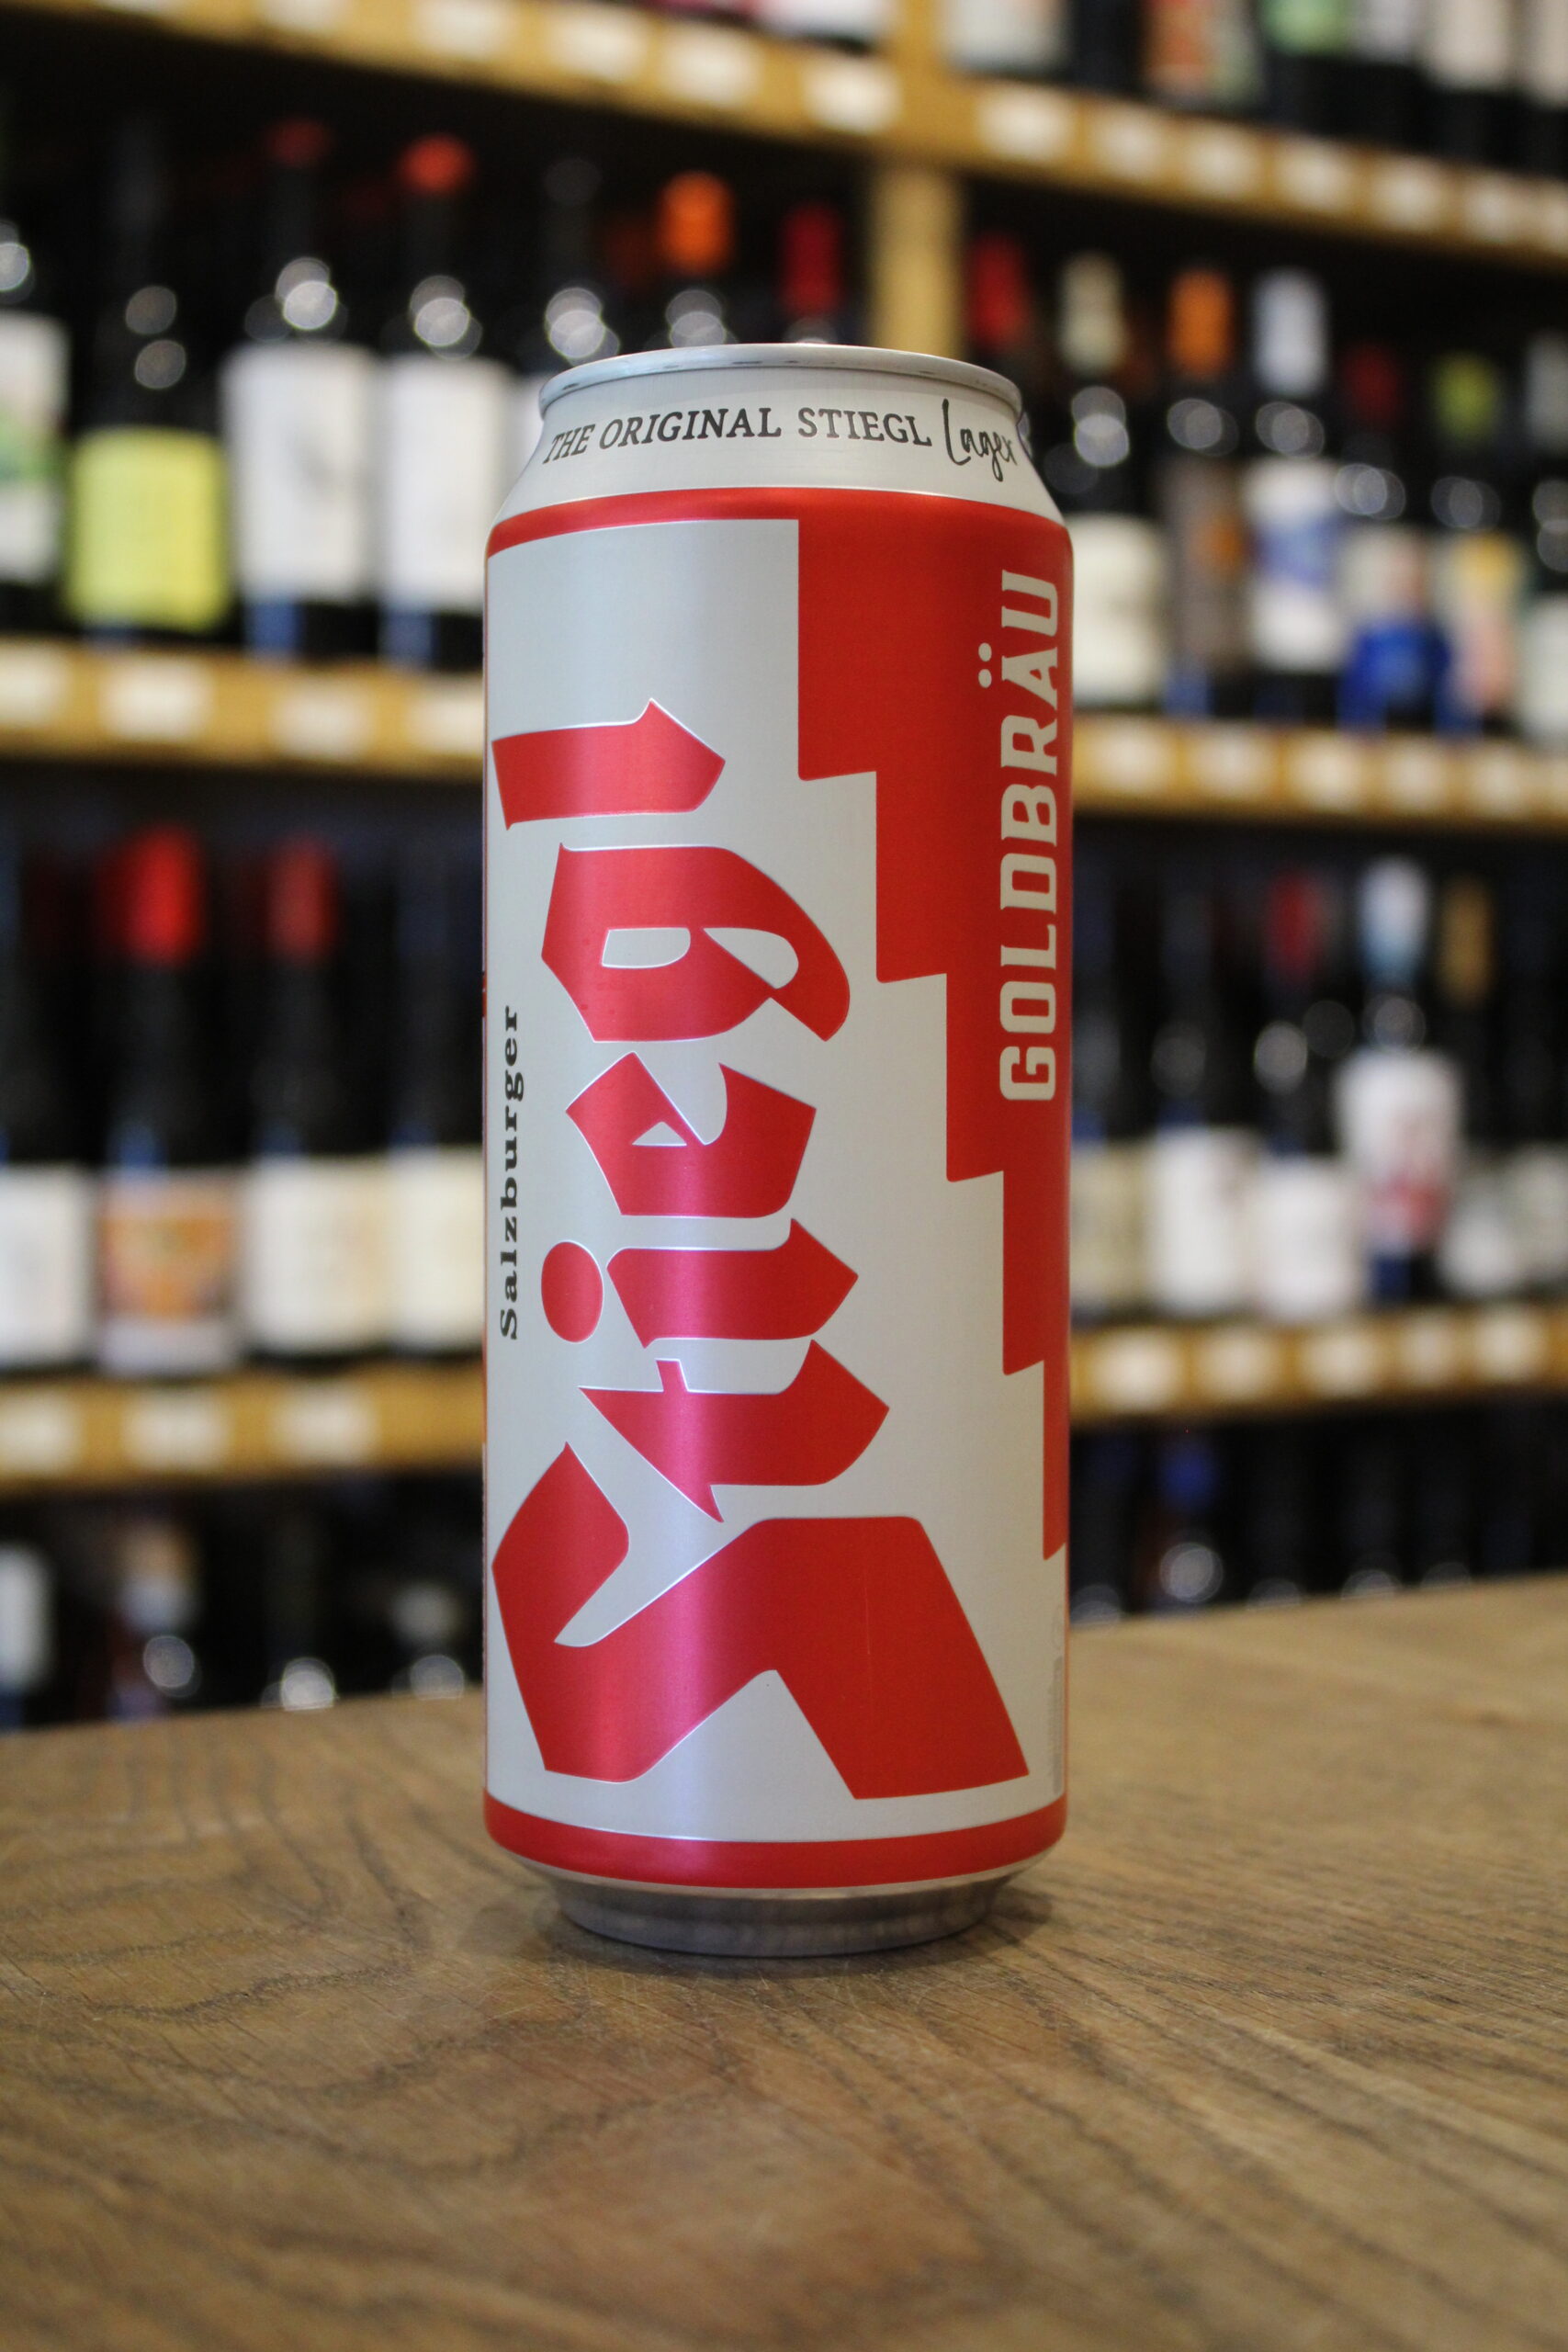 THE ORIGINAL STIEGL Lager
Salzburger
Stiegl
GOLDBRÄU